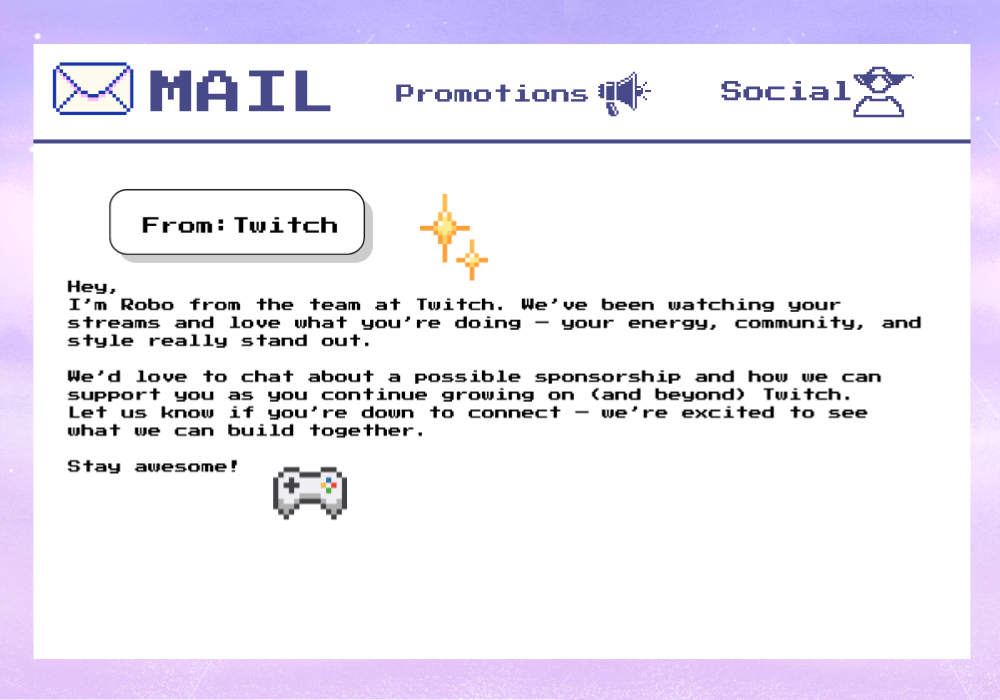 MAIL
Promotions
Social
From:Twitch
Hey,
I'm Robo from the team at Twitch. We've been watching your
streams and love what you're doing — your energy, community, and
style really stand out.
We'd love to chat about a possible sponsorship and how we can
support you as you continue growing on (and beyond) Twitch.
Let us know if you're down to connect — we're excited to see
what we can build together.
Stay awesome!